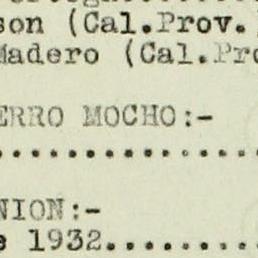 son (Cal.Prov.
Madero (Cal.Pro
ERRO MOCHO:-
....................
NION:-
e 1932..........